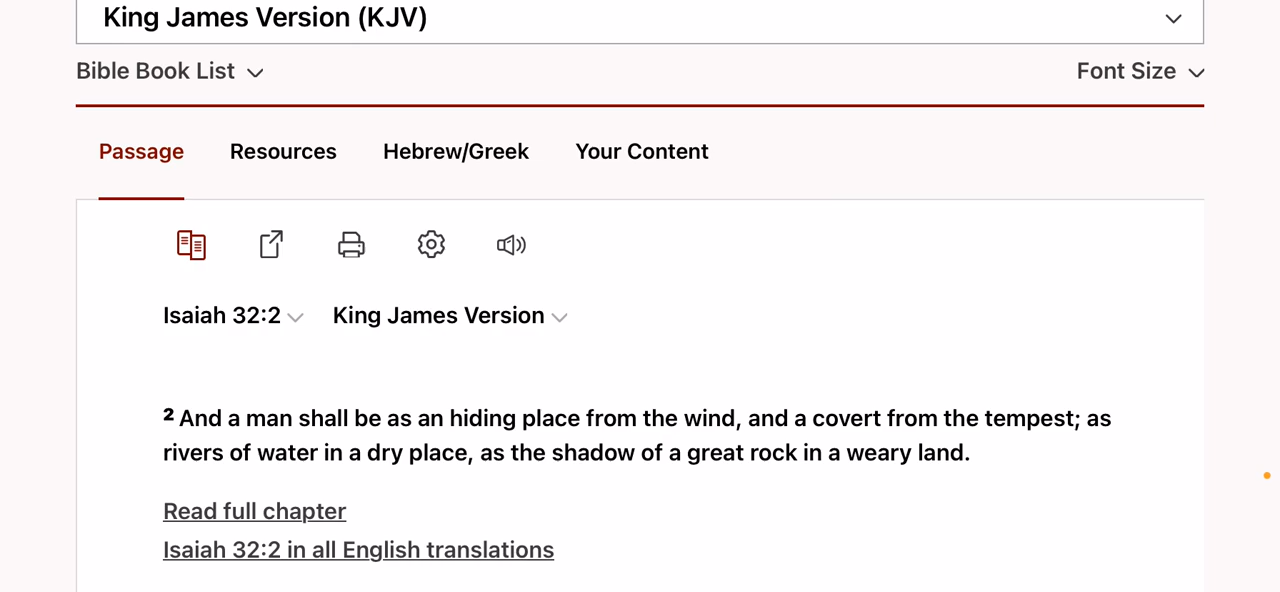 King James Version (KJV)
Bible Book List
Font Size
Passage Resources Hebrew/Greek Your Content
Isaiah 32:2 King James Version
2 And a man shall be as an hiding place from the wind, and a covert from the tempest; as
rivers of water in a dry place, as the shadow of a great rock in a weary land.
Read full chapter
Isaiah 32:2 in all English translations